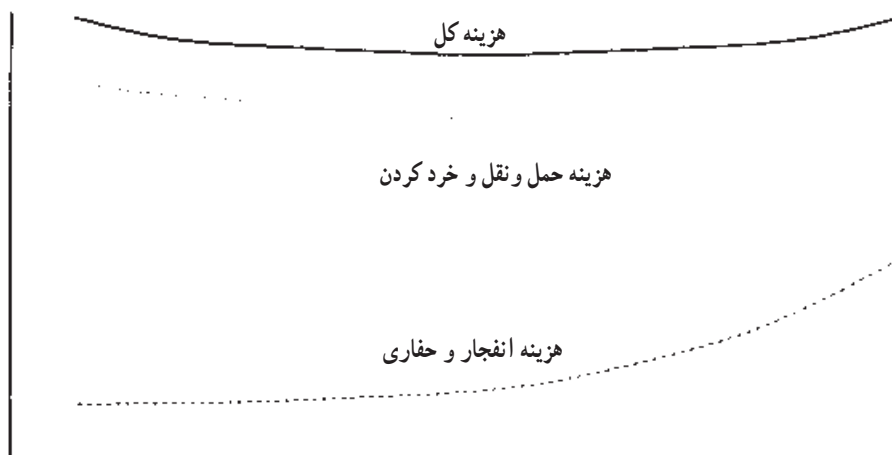 هزینه کل
هزینه حمل ونقل و خرد کردن
هزینه انفجار و حفاری